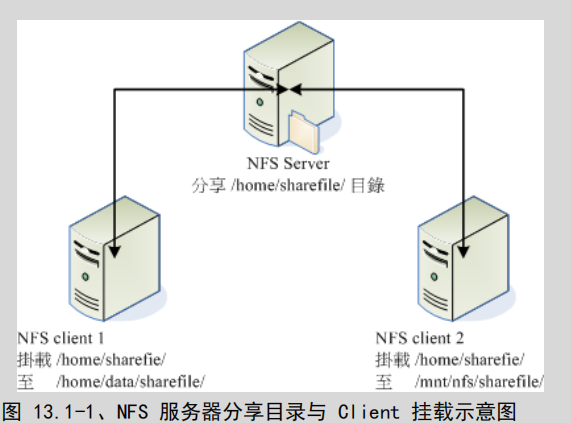 NFS Server
分享 /home/sharefile/ 目錄
NFS client 1
掛載 /home/sharefie/
至 /home/data/sharefile/
NFS client 2
掛載 /home/sharefie/
至 /mnt/nfs/sharefile/
图 13.1-1、NFS 服务器分享目录与 Client 挂载示意图